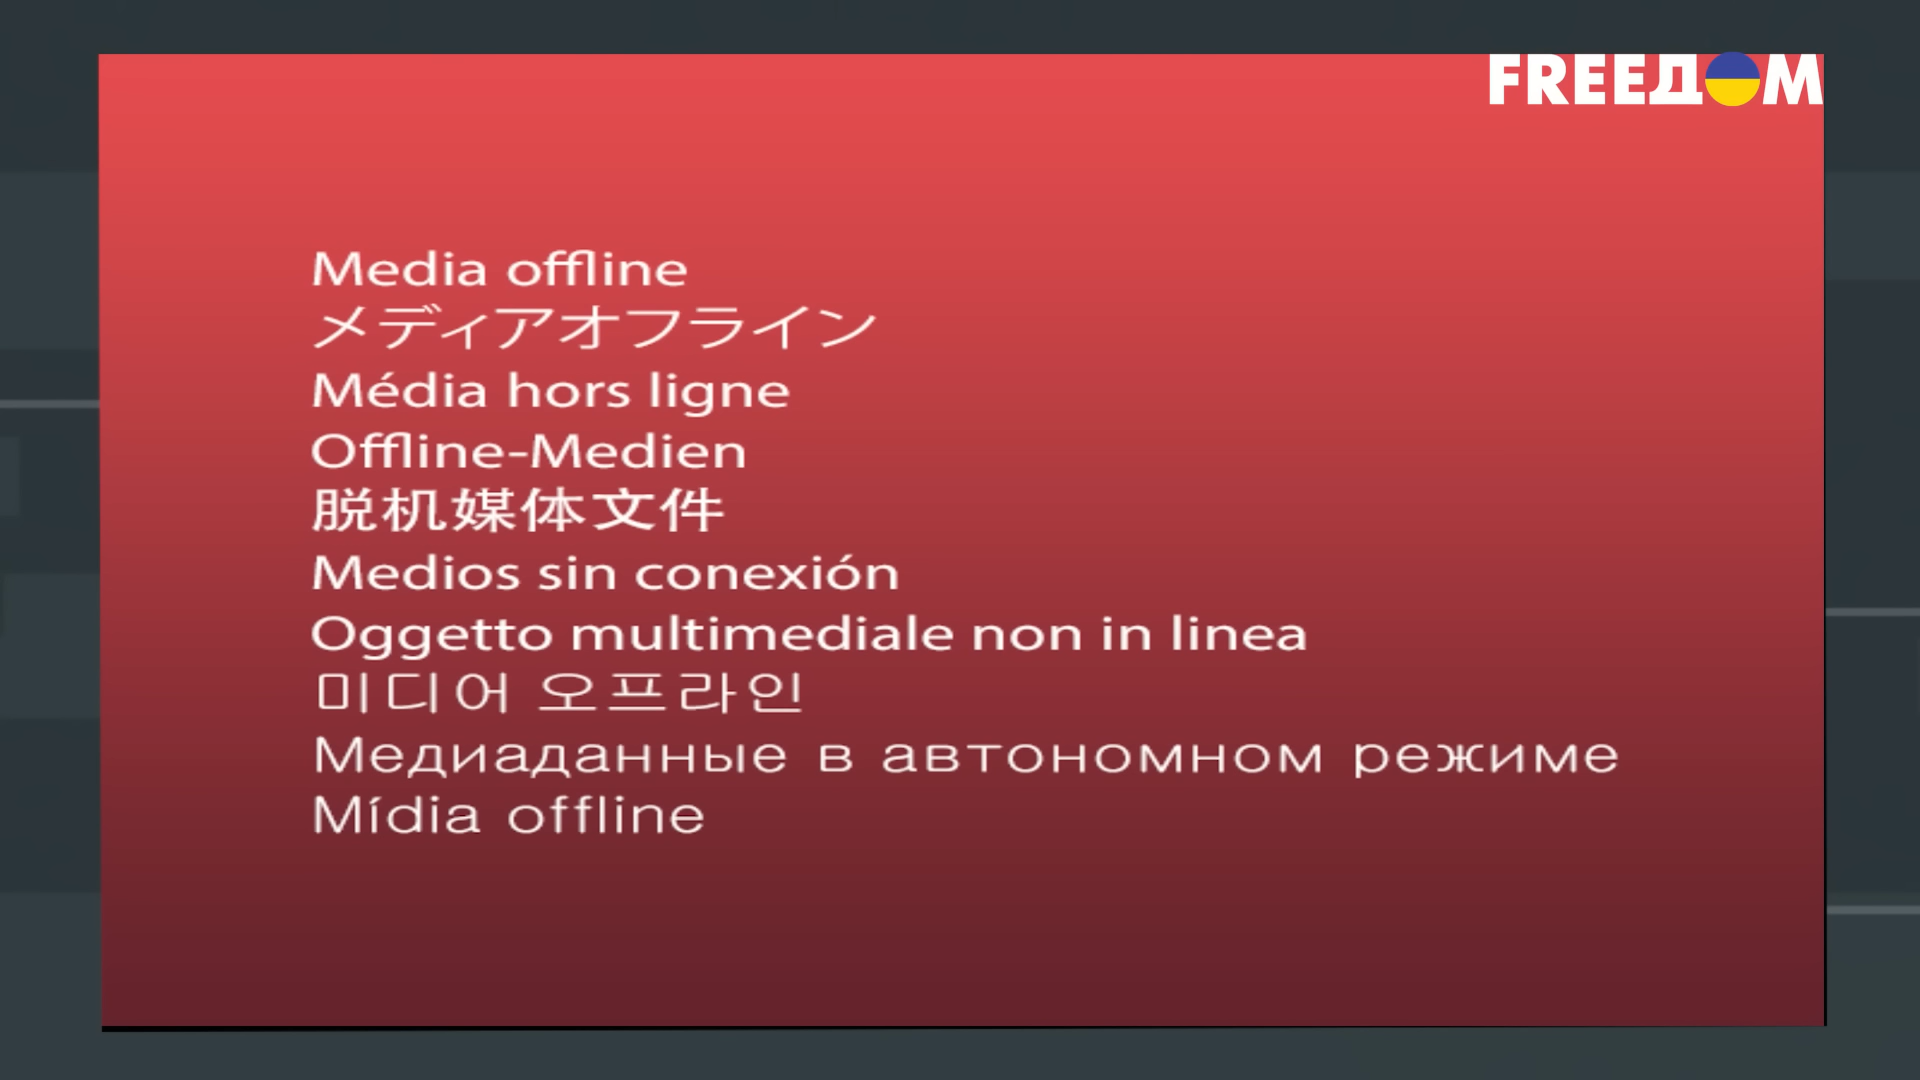 FREEДOM
Media offline
メディアオフライン
Média hors ligne
Offline-Medien
脱机媒体文件
Medios sin conexión
Oggetto multimediale non in linea
미디어 오프라인
Медиаданные в автономном режиме
Mídia offline